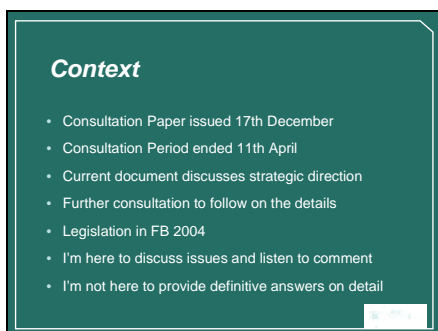 Context
• Consultation Paper issued 17th December
• Consultation Period ended 11th April
• Current document discusses strategic direction
• Further consultation to follow on the details
• Legislation in FB 2004
• I'm here to discuss issues and listen to comment
• I'm not here to provide definitive answers on detail